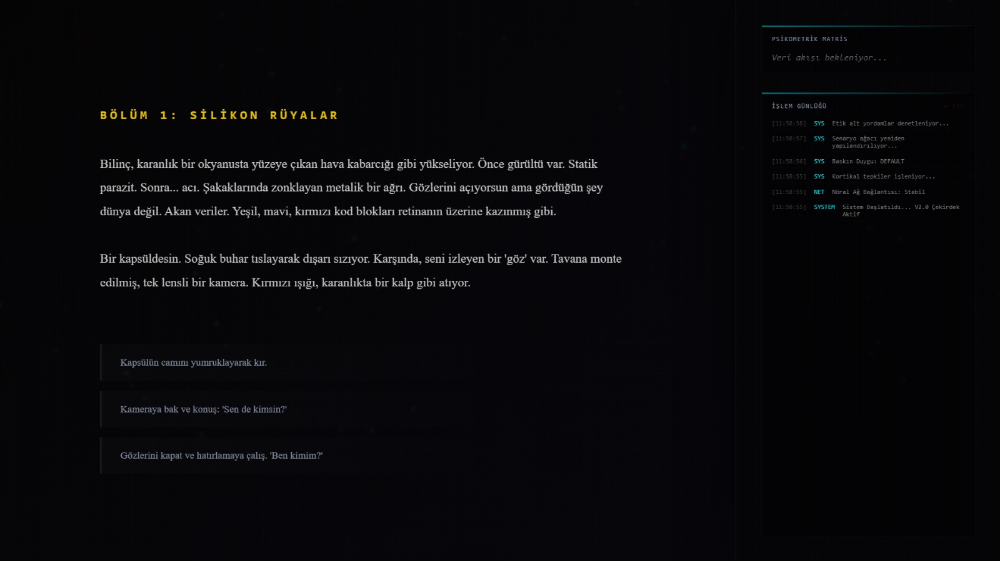 BÖLÜM 1: SİLİKON RÜYALAR
Bilinç, karanlık bir okyanusta yüzeye çıkan hava kabarcığı gibi yükseliyor. Önce gürültü var. Statik
parazit. Sonra... acı. Şakaklarında zonklayan metalik bir ağrı. Gözlerini açıyorsun ama gördüğün şey
dünya değil. Akan veriler. Yeşil, mavi, kırmızı kod blokları retinanın üzerine kazınmış gibi.
Bir kapsüldesin. Soğuk buhar tıslayarak dışarı sızıyor. Karşında, seni izleyen bir 'göz' var. Tavana monte
edilmiş, tek lensli bir kamera. Kırmızı ışığı, karanlıkta bir kalp gibi atıyor.
Kapsülün camını yumruklayarak kır.
Kameraya bak ve konuş: 'Sen de kimsin?'
Gözlerini kapat ve hatırlamaya çalış. 'Ben kimim?'
PSİKOMETRİK MATRİS
Veri akışı bekleniyor...
İŞLEM GÜNLÜĞÜ ● REC
[11:58:58] SYS Etik alt yordamlar denetleniyor...
[11:58:57] SYS Senaryo ağacı yeniden
yapılandırılıyor...
[11:58:56] SYS Baskın Duygu: DEFAULT
[11:58:55] SYS Kortikal tepkiler işleniyor...
[11:58:55] NET Nöral Ağ Bağlantısı: Stabil
[11:58:55] SYSTEM Sistem Başlatıldı... V2.0 Çekirdek
Aktif